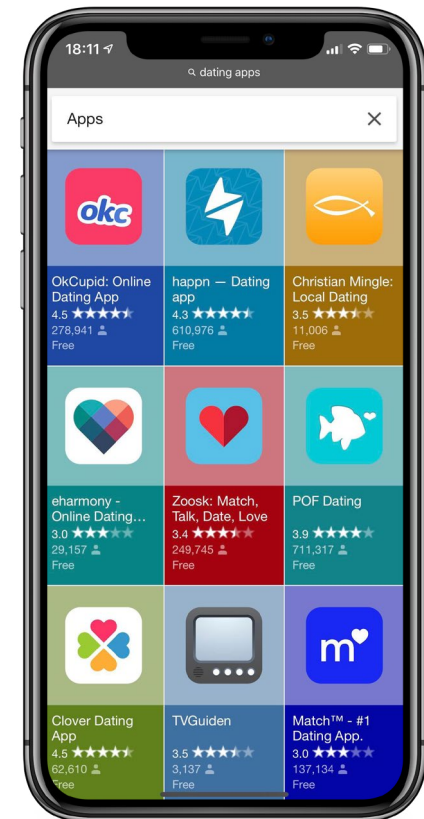 18:11
dating apps
Apps
okc
OkCupid: Online
Dating App
4.5
278,941
Free
happn — Dating
app
4.3
610,976
Free
Christian Mingle:
Local Dating
3.5
11,006
Free
eharmony -
Online Dating...
3.0
29,157
Free
Zoosk: Match,
Talk, Date, Love
3.4
249,745
Free
POF Dating
3.9
711,317
Free
Clover Dating
App
4.5
62,610
Free
TVGuiden
3.5
3,137
Free
m
Match™ - #1
Dating App.
3.0
137,134
Free